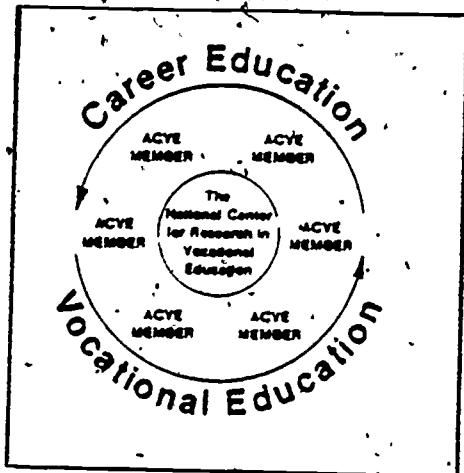 Career Education
ACYE
MEMBER
ACYE
MEMBER
ACYE
MEMBER
The
National Center
for Research in
Vocational
Education
ACYE
MEMBER
ACYE
MEMBER
ACYE
MEMBER
Vocational Education